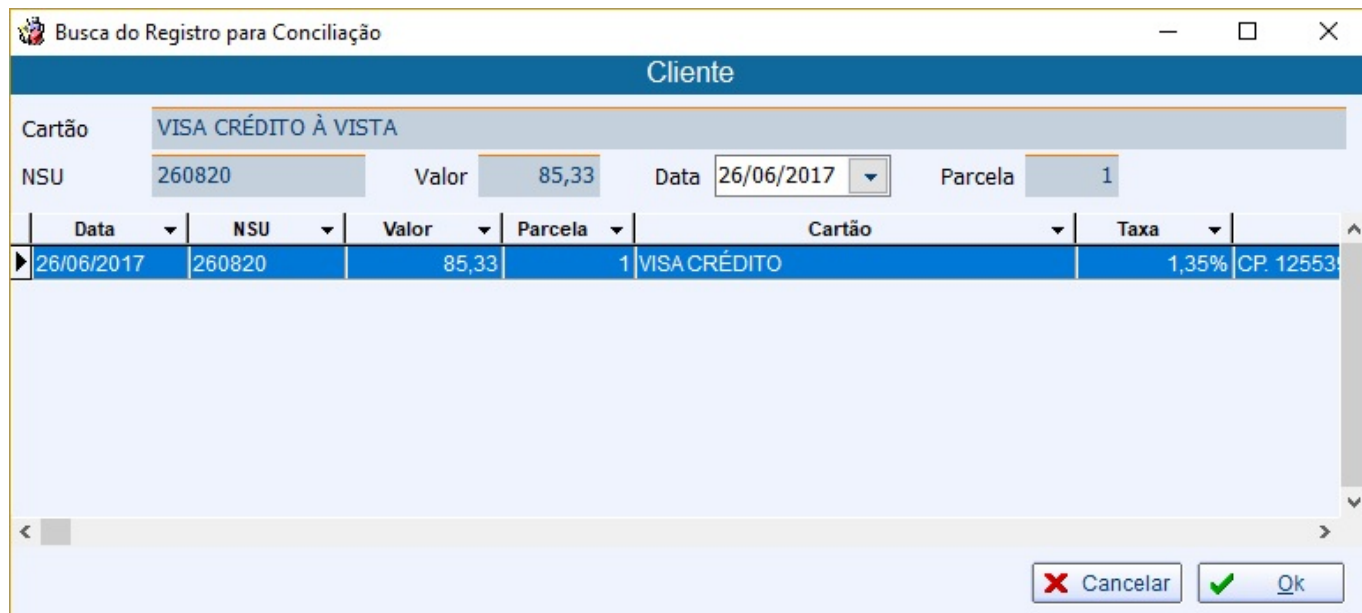 Busca do Registro para Conciliação
Cliente
Cartão VISA CRÉDITO À VISTA
NSU 260820 Valor 85,33 Data 26/06/2017 Parcela 1
Data NSU Valor Parcela Cartão Taxa
26/06/2017 260820 85,33 1 VISA CRÉDITO 1,35% CP. 125539
Cancelar Ok